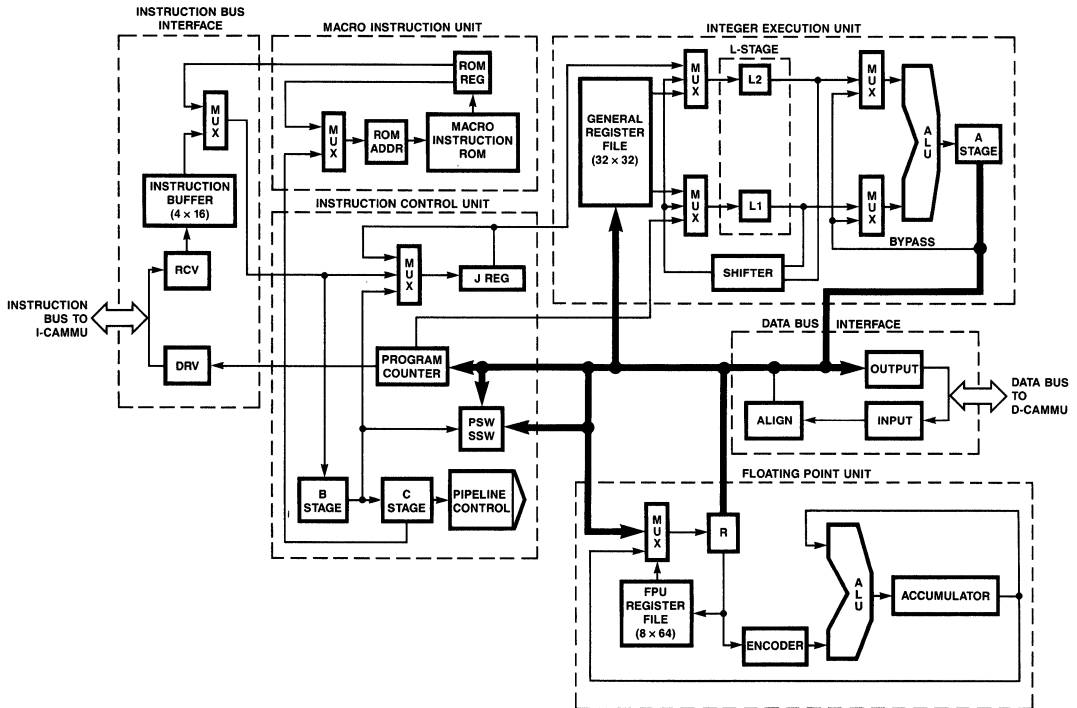 INSTRUCTION BUS
INTERFACE
MACRO INSTRUCTION UNIT
INTEGER EXECUTION UNIT
ROM
REG
MUX
MUX
ROM
ADDR
MACRO
INSTRUCTION
ROM
INSTRUCTION
BUFFER
(4 × 16)
RCV
DRV
INSTRUCTION
BUS TO
I-CAMMU
INSTRUCTION CONTROL UNIT
MUX
J REG
PROGRAM
COUNTER
PSW
SSW
B
STAGE
C
STAGE
PIPELINE
CONTROL
GENERAL
REGISTER
FILE
(32 × 32)
MUX
MUX
L-STAGE
L2
L1
SHIFTER
MUX
MUX
ALU
A
STAGE
BYPASS
DATA BUS INTERFACE
OUTPUT
ALIGN
INPUT
DATA BUS
TO
D-CAMMU
FLOATING POINT UNIT
MUX
R
FPU
REGISTER
FILE
(8 × 64)
ENCODER
ALU
ACCUMULATOR